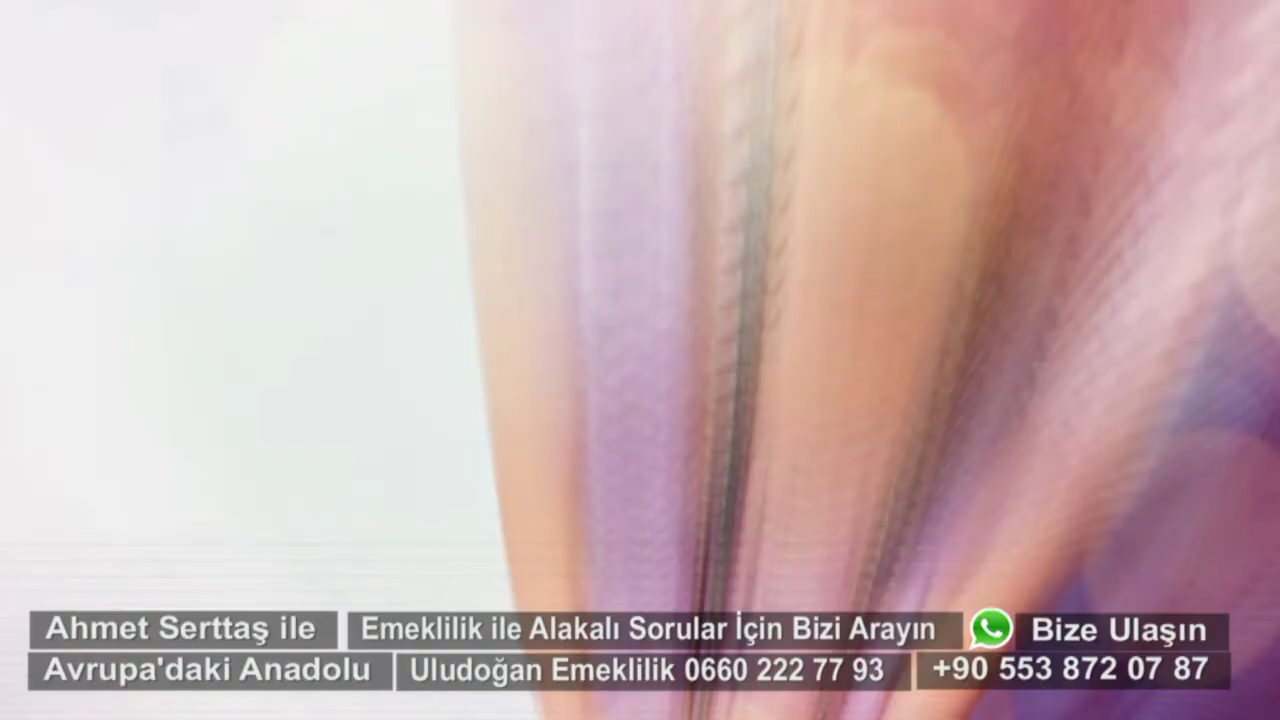 Ahmet Serttaş ile
Avrupa'daki Anadolu
Emeklilik ile Alakalı Sorular İçin Bizi Arayın
Uludoğan Emeklilik 0660 222 77 93
Bize Ulaşın
+90 553 872 07 87